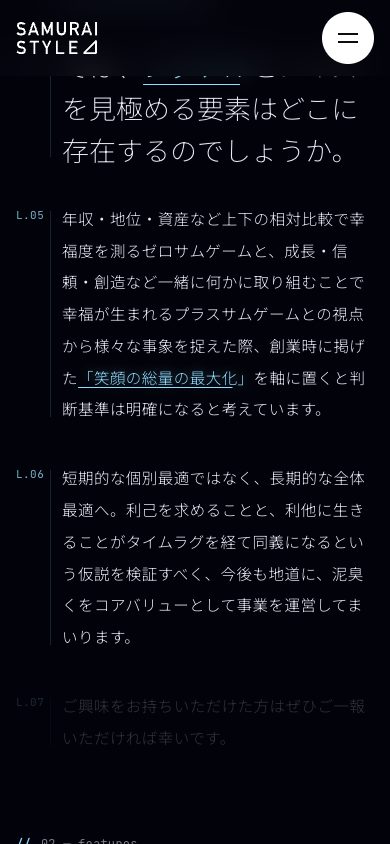 SAMURAI
STYLE
を見極める要素はどこに
存在するのでしょうか。
L.05
年収・地位・資産など上下の相対比較で幸
福度を測るゼロサムゲームと、成長・信
頼・創造など一緒に何かに取り組むことで
幸福が生まれるプラスサムゲームとの視点
から様々な事象を捉えた際、創業時に掲げ
た「笑顔の総量の最大化」を軸に置くと判
断基準は明確になると考えています。
L.06
短期的な個別最適ではなく、長期的な全体
最適へ。利己を求めることと、利他に生き
ることがタイムラグを経て同義になるとい
う仮説を検証すべく、今後も地道に、泥臭
くをコアバリューとして事業を運営してま
いります。
L.07
ご興味をお持ちいただけた方はぜひご一報
いただければ幸いです。
// 02 — features